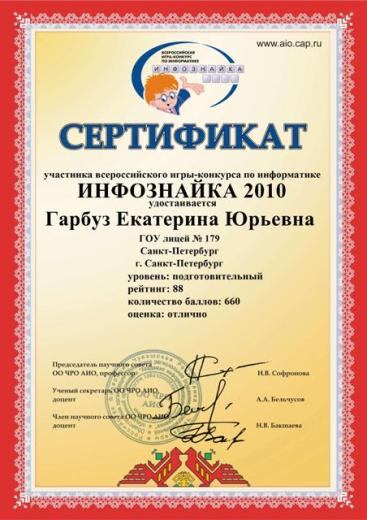 www.aio.cap.ru
ВСЕРОССИЙСКАЯ
ИГРА-КОНКУРС
ПО ИНФОРМАТИКЕ
ИНФОЗНАЙКА
СЕРТИФИКАТ
участника всероссийского игры-конкурса по информатике
ИНФОЗНАЙКА 2010
удостаивается
Гарбуз Екатерина Юрьевна
ГОУ лицей № 179
Санкт-Петербург
г. Санкт-Петербург
уровень: подготовительный
рейтинг: 88
количество баллов: 660
оценка: отлично
Председатель научного совета
ОО ЧРО АИО, профессор
Н.В. Софронова
Ученый секретарь ОО ЧРО АИО,
доцент
А.А. Бельчусов
Член научного совета ОО ЧРО АИО
доцент
Н.В. Бакшаева
ОО ЧРО
АИО